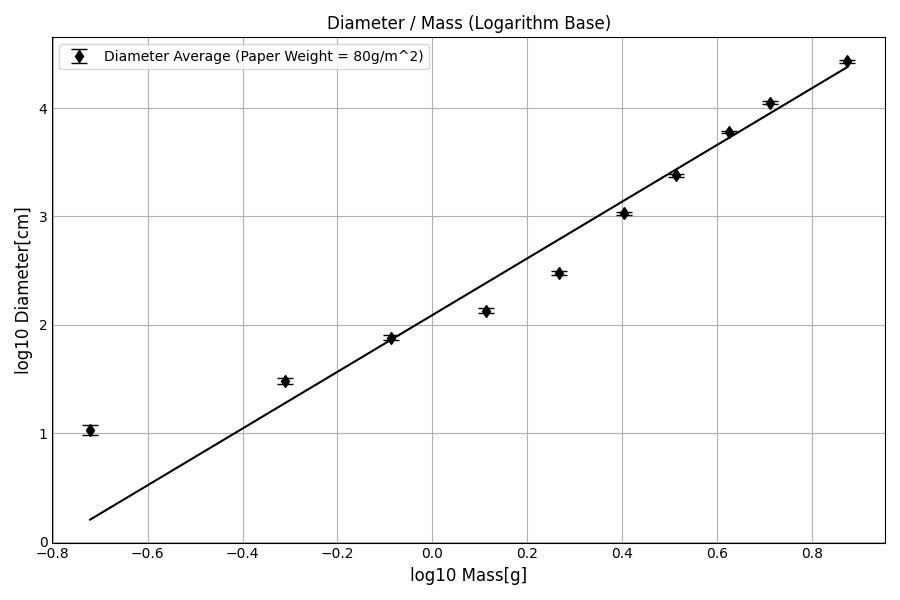 Diameter / Mass (Logarithm Base)
Diameter Average (Paper Weight = 80g/m^2)
log10 Diameter[cm]
4
3
2
1
0
−0.8 −0.6 −0.4 −0.2 0.0 0.2 0.4 0.6 0.8
log10 Mass[g]